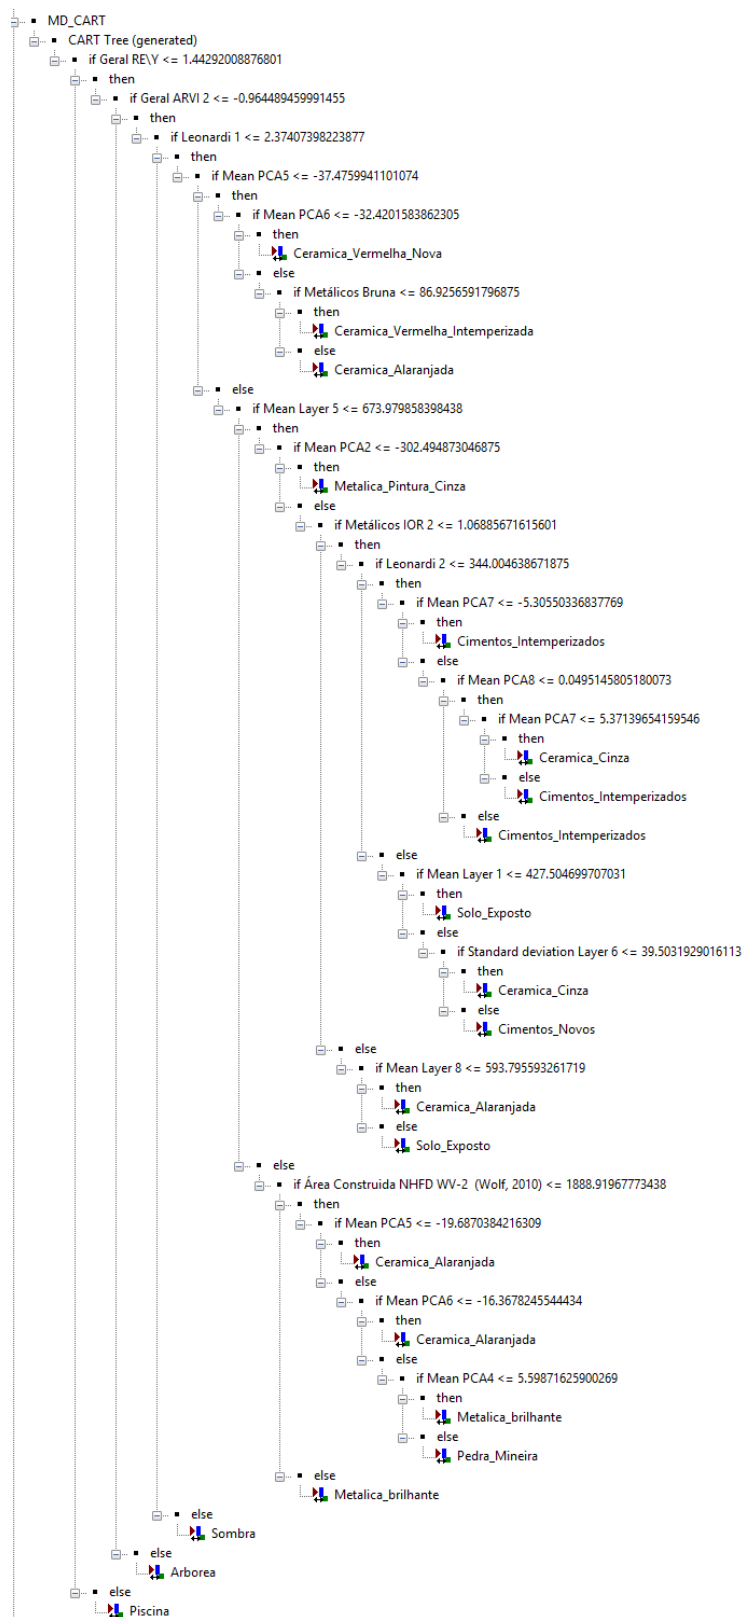 MD_CART
CART Tree (generated)
if Geral RE\Y <= 1.44292008876801
then
if Geral ARVI 2 <= -0.964489459991455
then
if Leonardi 1 <= 2.37407398223877
then
if Mean PCA5 <= -37.4759941101074
then
if Mean PCA6 <= -32.4201583862305
then
Ceramica_Vermelha_Nova
else
if Metálicos Bruna <= 86.9256591796875
then
Ceramica_Vermelha_Intemperizada
else
Ceramica_Alaranjada
else
if Mean Layer 5 <= 673.979858398438
then
if Mean PCA2 <= -302.494873046875
then
Metalica_Pintura_Cinza
else
if Metálicos IOR 2 <= 1.06885671615601
then
if Leonardi 2 <= 344.004638671875
then
if Mean PCA7 <= -5.30550336837769
then
Cimentos_Intemperizados
else
if Mean PCA8 <= 0.0495145805180073
then
if Mean PCA7 <= 5.37139654159546
then
Ceramica_Cinza
else
Cimentos_Intemperizados
else
Cimentos_Intemperizados
else
if Mean Layer 1 <= 427.504699707031
then
Solo_Exposto
else
if Standard deviation Layer 6 <= 39.5031929016113
then
Ceramica_Cinza
else
Cimentos_Novos
else
if Mean Layer 8 <= 593.795593261719
then
Ceramica_Alaranjada
else
Solo_Exposto
else
if Área Construida NHFD WV-2 (Wolf, 2010) <= 1888.91967773438
then
if Mean PCA5 <= -19.6870384216309
then
Ceramica_Alaranjada
else
if Mean PCA6 <= -16.3678245544434
then
Ceramica_Alaranjada
else
if Mean PCA4 <= 5.59871625900269
then
Metalica_brilhante
else
Pedra_Mineira
else
Metalica_brilhante
else
Sombra
else
Arborea
else
Piscina